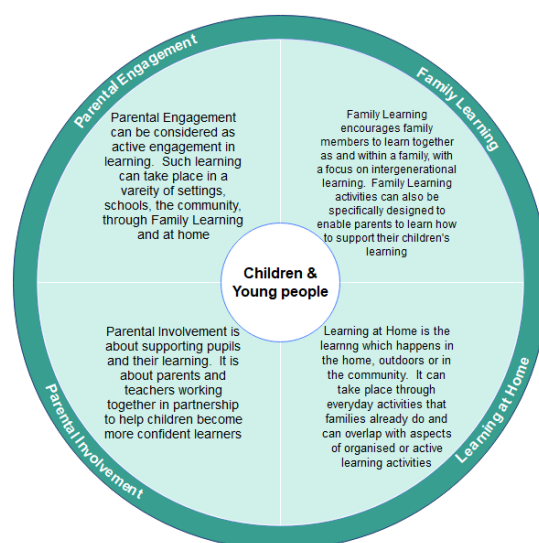 Parental Engagement
Parental Engagement
can be considered as
active engagement in
learning. Such learning
can take place in a
vareity of settings,
schools, the community,
through Family Learning
and at home
Family Learning
Family Learning
encourages family
members to learn together
as and within a family, with
a focus on intergenerational
learning. Family Learning
activities can also be
specifically designed to
enable parents to learn how
to support their children's
learning
Children &
Young people
Parental Involvement
Parental Involvement is
about supporting pupils
and their learning. It is
about parents and
teachers working
together in partnership
to help children become
more confident learners
Learning at Home
Learning at Home is the
learnng which happens in
the home, outdoors or in
the community. It can
take place through
everyday activities that
families already do and
can overlap with aspects
of organised or active
learning activities